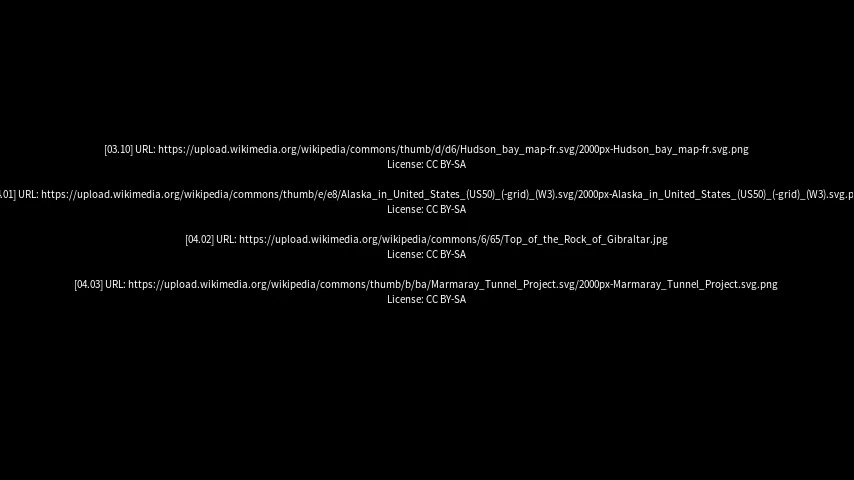 [03.10] URL: https://upload.wikimedia.org/wikipedia/commons/thumb/d/d6/Hudson_bay_map-fr.svg/2000px-Hudson_bay_map-fr.svg.png
License: CC BY-SA
.01] URL: https://upload.wikimedia.org/wikipedia/commons/thumb/e/e8/Alaska_in_United_States_(US50)_(-grid)_(W3).svg/2000px-Alaska_in_United_States_(US50)_(-grid)_(W3).svg.p
License: CC BY-SA
[04.02] URL: https://upload.wikimedia.org/wikipedia/commons/6/65/Top_of_the_Rock_of_Gibraltar.jpg
License: CC BY-SA
[04.03] URL: https://upload.wikimedia.org/wikipedia/commons/thumb/b/ba/Marmaray_Tunnel_Project.svg/2000px-Marmaray_Tunnel_Project.svg.png
License: CC BY-SA